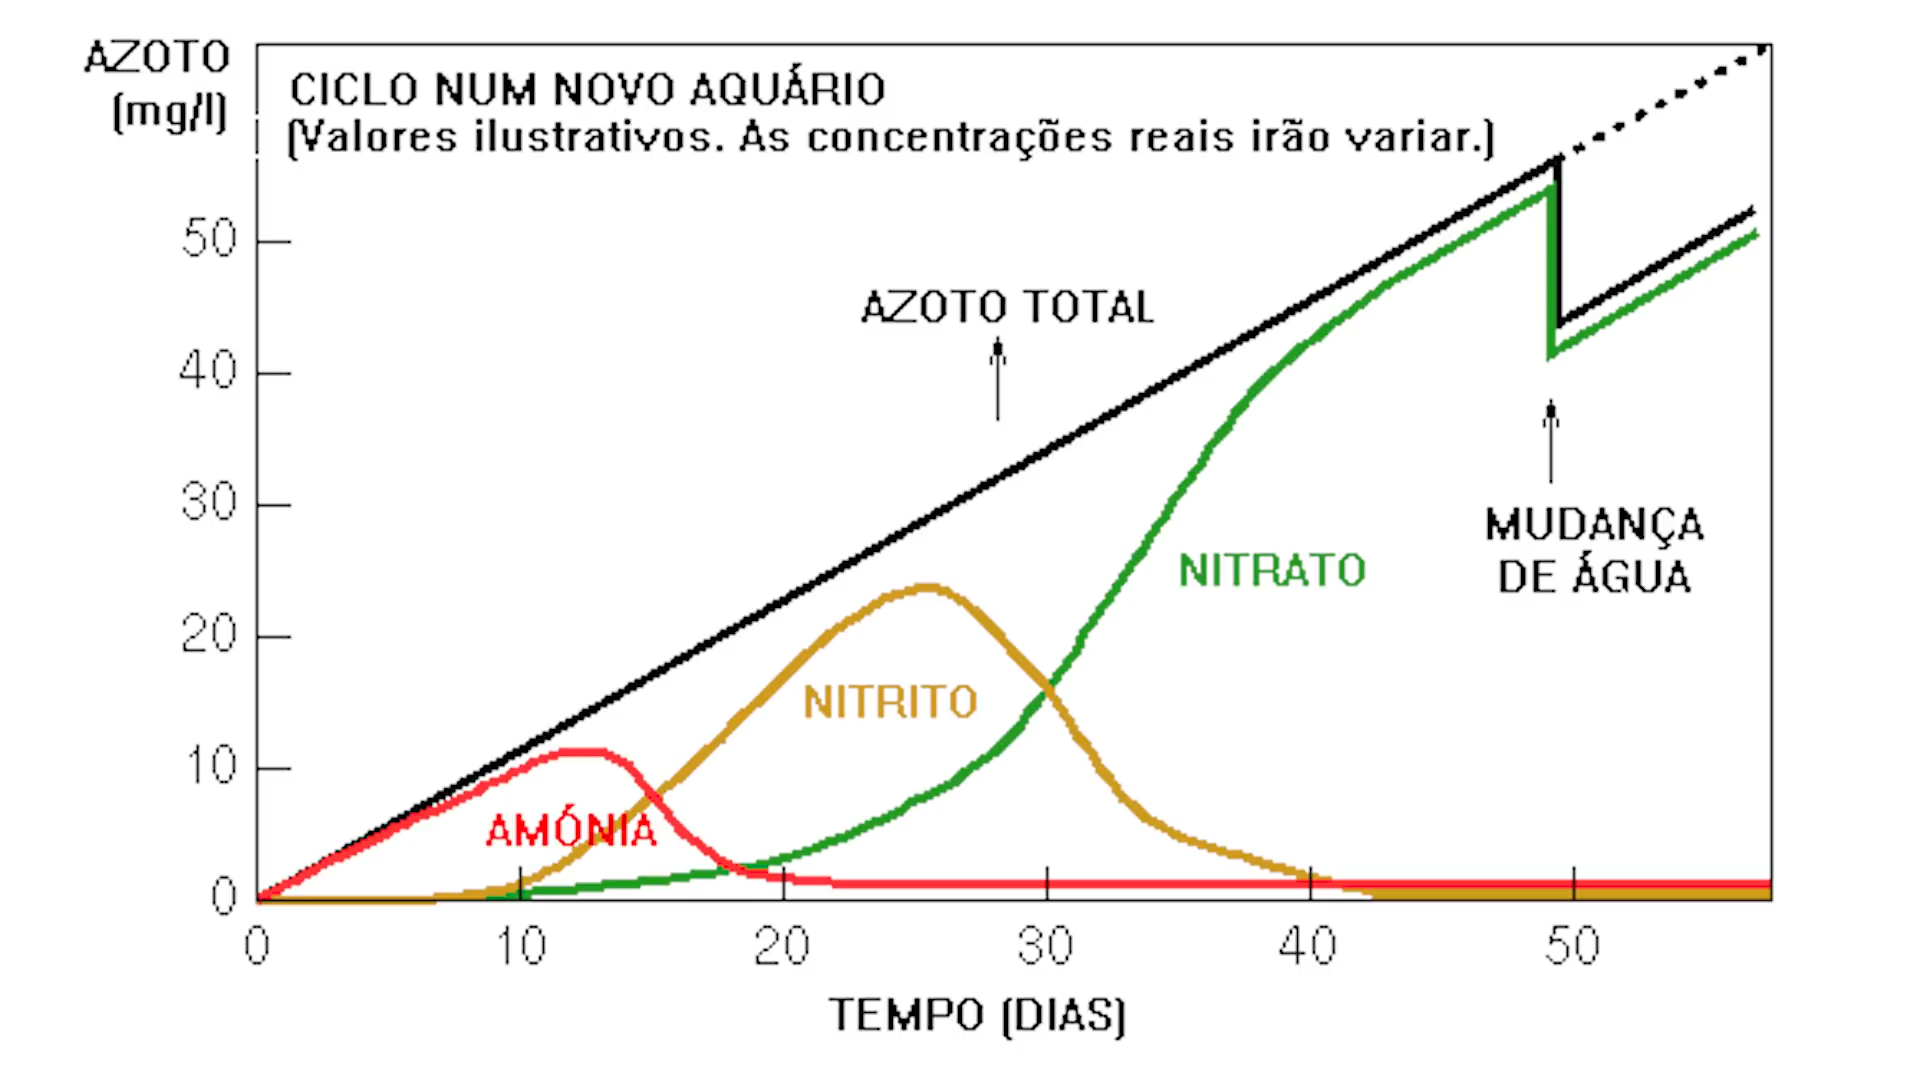 AZOTO
(mg/l)
CICLO NUM NOVO AQUÁRIO
(Valores ilustrativos. As concentrações reais irão variar.)
50
40
30
20
10
0
AZOTO TOTAL
NITRATO
MUDANÇA
DE ÁGUA
NITRITO
AMÓNIA
0 10 20 30 40 50
TEMPO (DIAS)